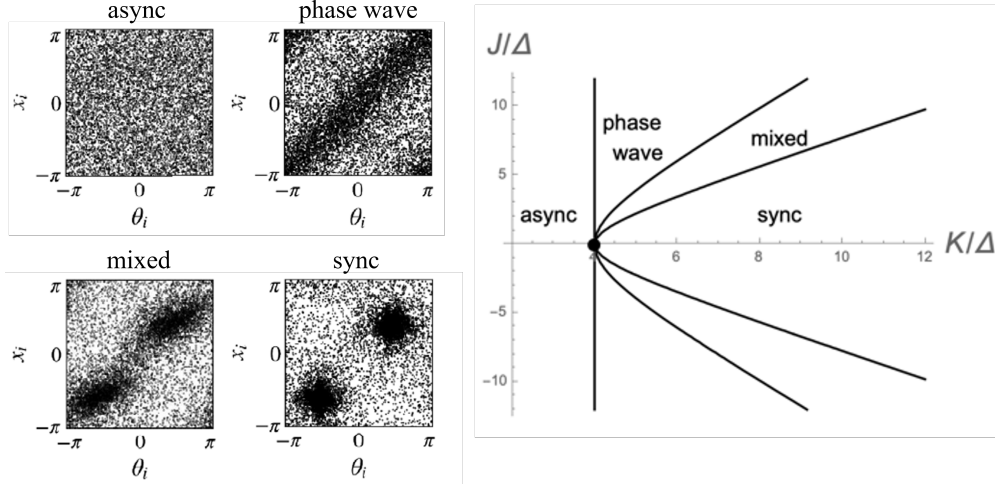 async
phase wave
π
x_i
0
−π
−π
0
π
θ_i
π
x_i
0
−π
−π
0
π
θ_i
mixed
sync
π
x_i
0
−π
−π
0
π
θ_i
π
x_i
0
−π
−π
0
π
θ_i
J/Δ
10
5
−5
−10
phase
wave
mixed
async
sync
6
8
10
12
K/Δ